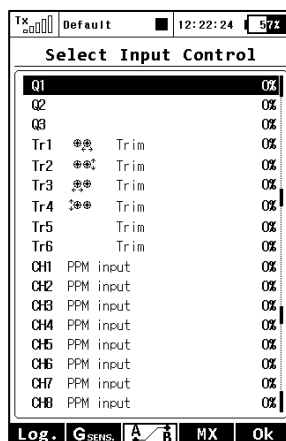 Tx Default 12:22:24 57%
Select Input Control
Q1 0%
Q2 0%
Q3 0%
Tr1 Trim 0%
Tr2 Trim 0%
Tr3 Trim 0%
Tr4 Trim 0%
Tr5 Trim 0%
Tr6 Trim 0%
CH1 PPM input 0%
CH2 PPM input 0%
CH3 PPM input 0%
CH4 PPM input 0%
CH5 PPM input 0%
CH6 PPM input 0%
CH7 PPM input 0%
CH8 PPM input 0%
Log. GSENS. A B MX Ok